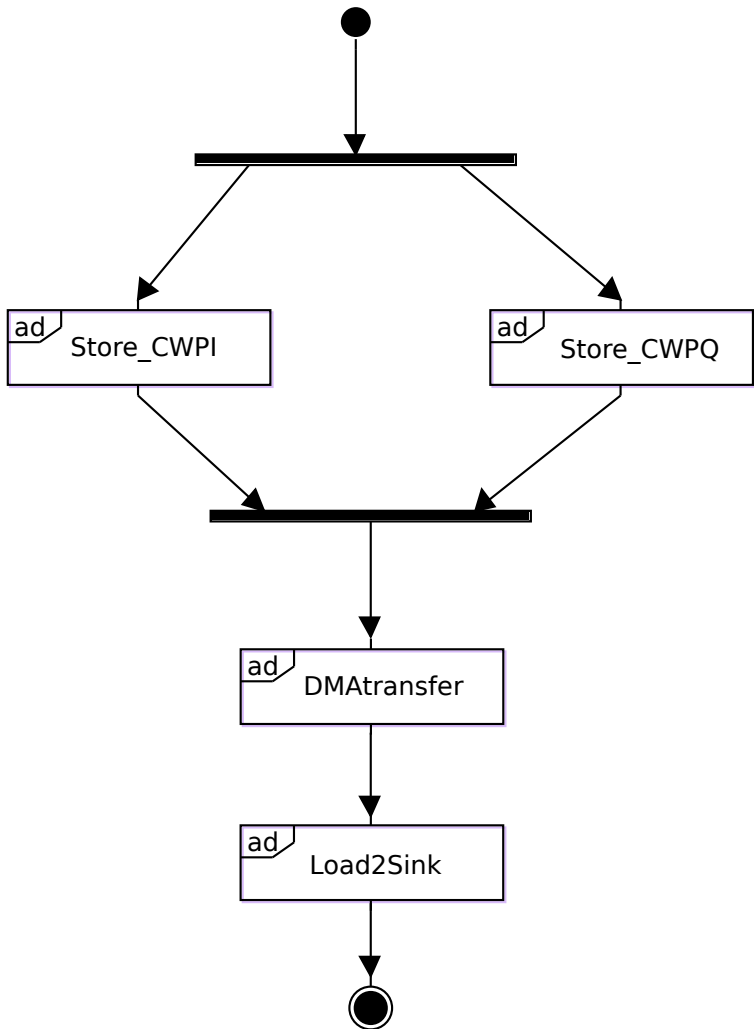 ad
Store_CWPI
ad
Store_CWPQ
ad
DMAtransfer
ad
Load2Sink